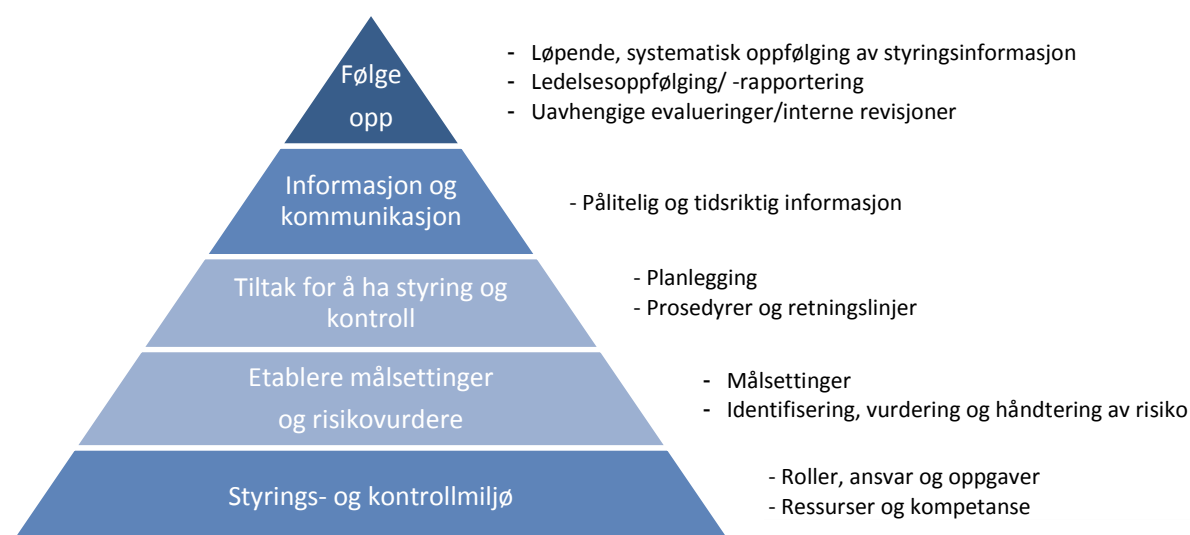 Følge
opp
- Løpende, systematisk oppfølging av styringsinformasjon
- Ledelsesoppfølging/ -rapportering
- Uavhengige evalueringer/interne revisjoner
Informasjon og
kommunikasjon
- Pålitelig og tidsriktig informasjon
Tiltak for å ha styring og
kontroll
- Planlegging
- Prosedyrer og retningslinjer
Etablere målsettinger
og risikovurdere
- Målsettinger
- Identifisering, vurdering og håndtering av risiko
Styrings- og kontrollmiljø
- Roller, ansvar og oppgaver
- Ressurser og kompetanse